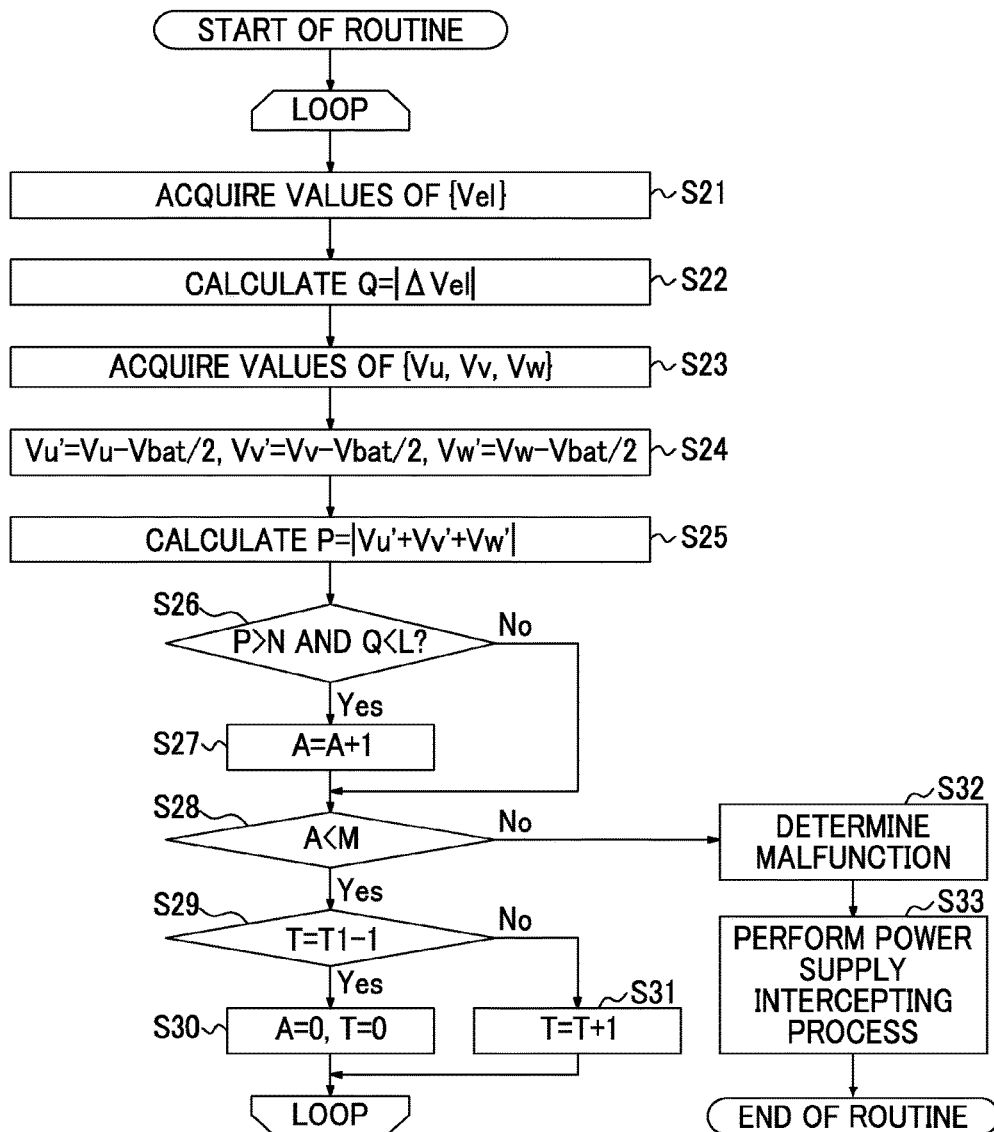 START OF ROUTINE
LOOP
ACQUIRE VALUES OF {Vel}
S21
CALCULATE Q=|ΔVel|
S22
ACQUIRE VALUES OF {Vu, Vv, Vw}
S23
Vu'=Vu-Vbat/2, Vv'=Vv-Vbat/2, Vw'=Vw-Vbat/2
S24
CALCULATE P=|Vu'+Vv'+Vw'|
S25
S26
P>N AND Q<L?
No
Yes
S27
A=A+1
S28
A<M
No
Yes
S32
DETERMINE
MALFUNCTION
S29
T=T1-1
No
Yes
S33
PERFORM POWER
SUPPLY
INTERCEPTING
PROCESS
S30
A=0, T=0
S31
T=T+1
LOOP
END OF ROUTINE